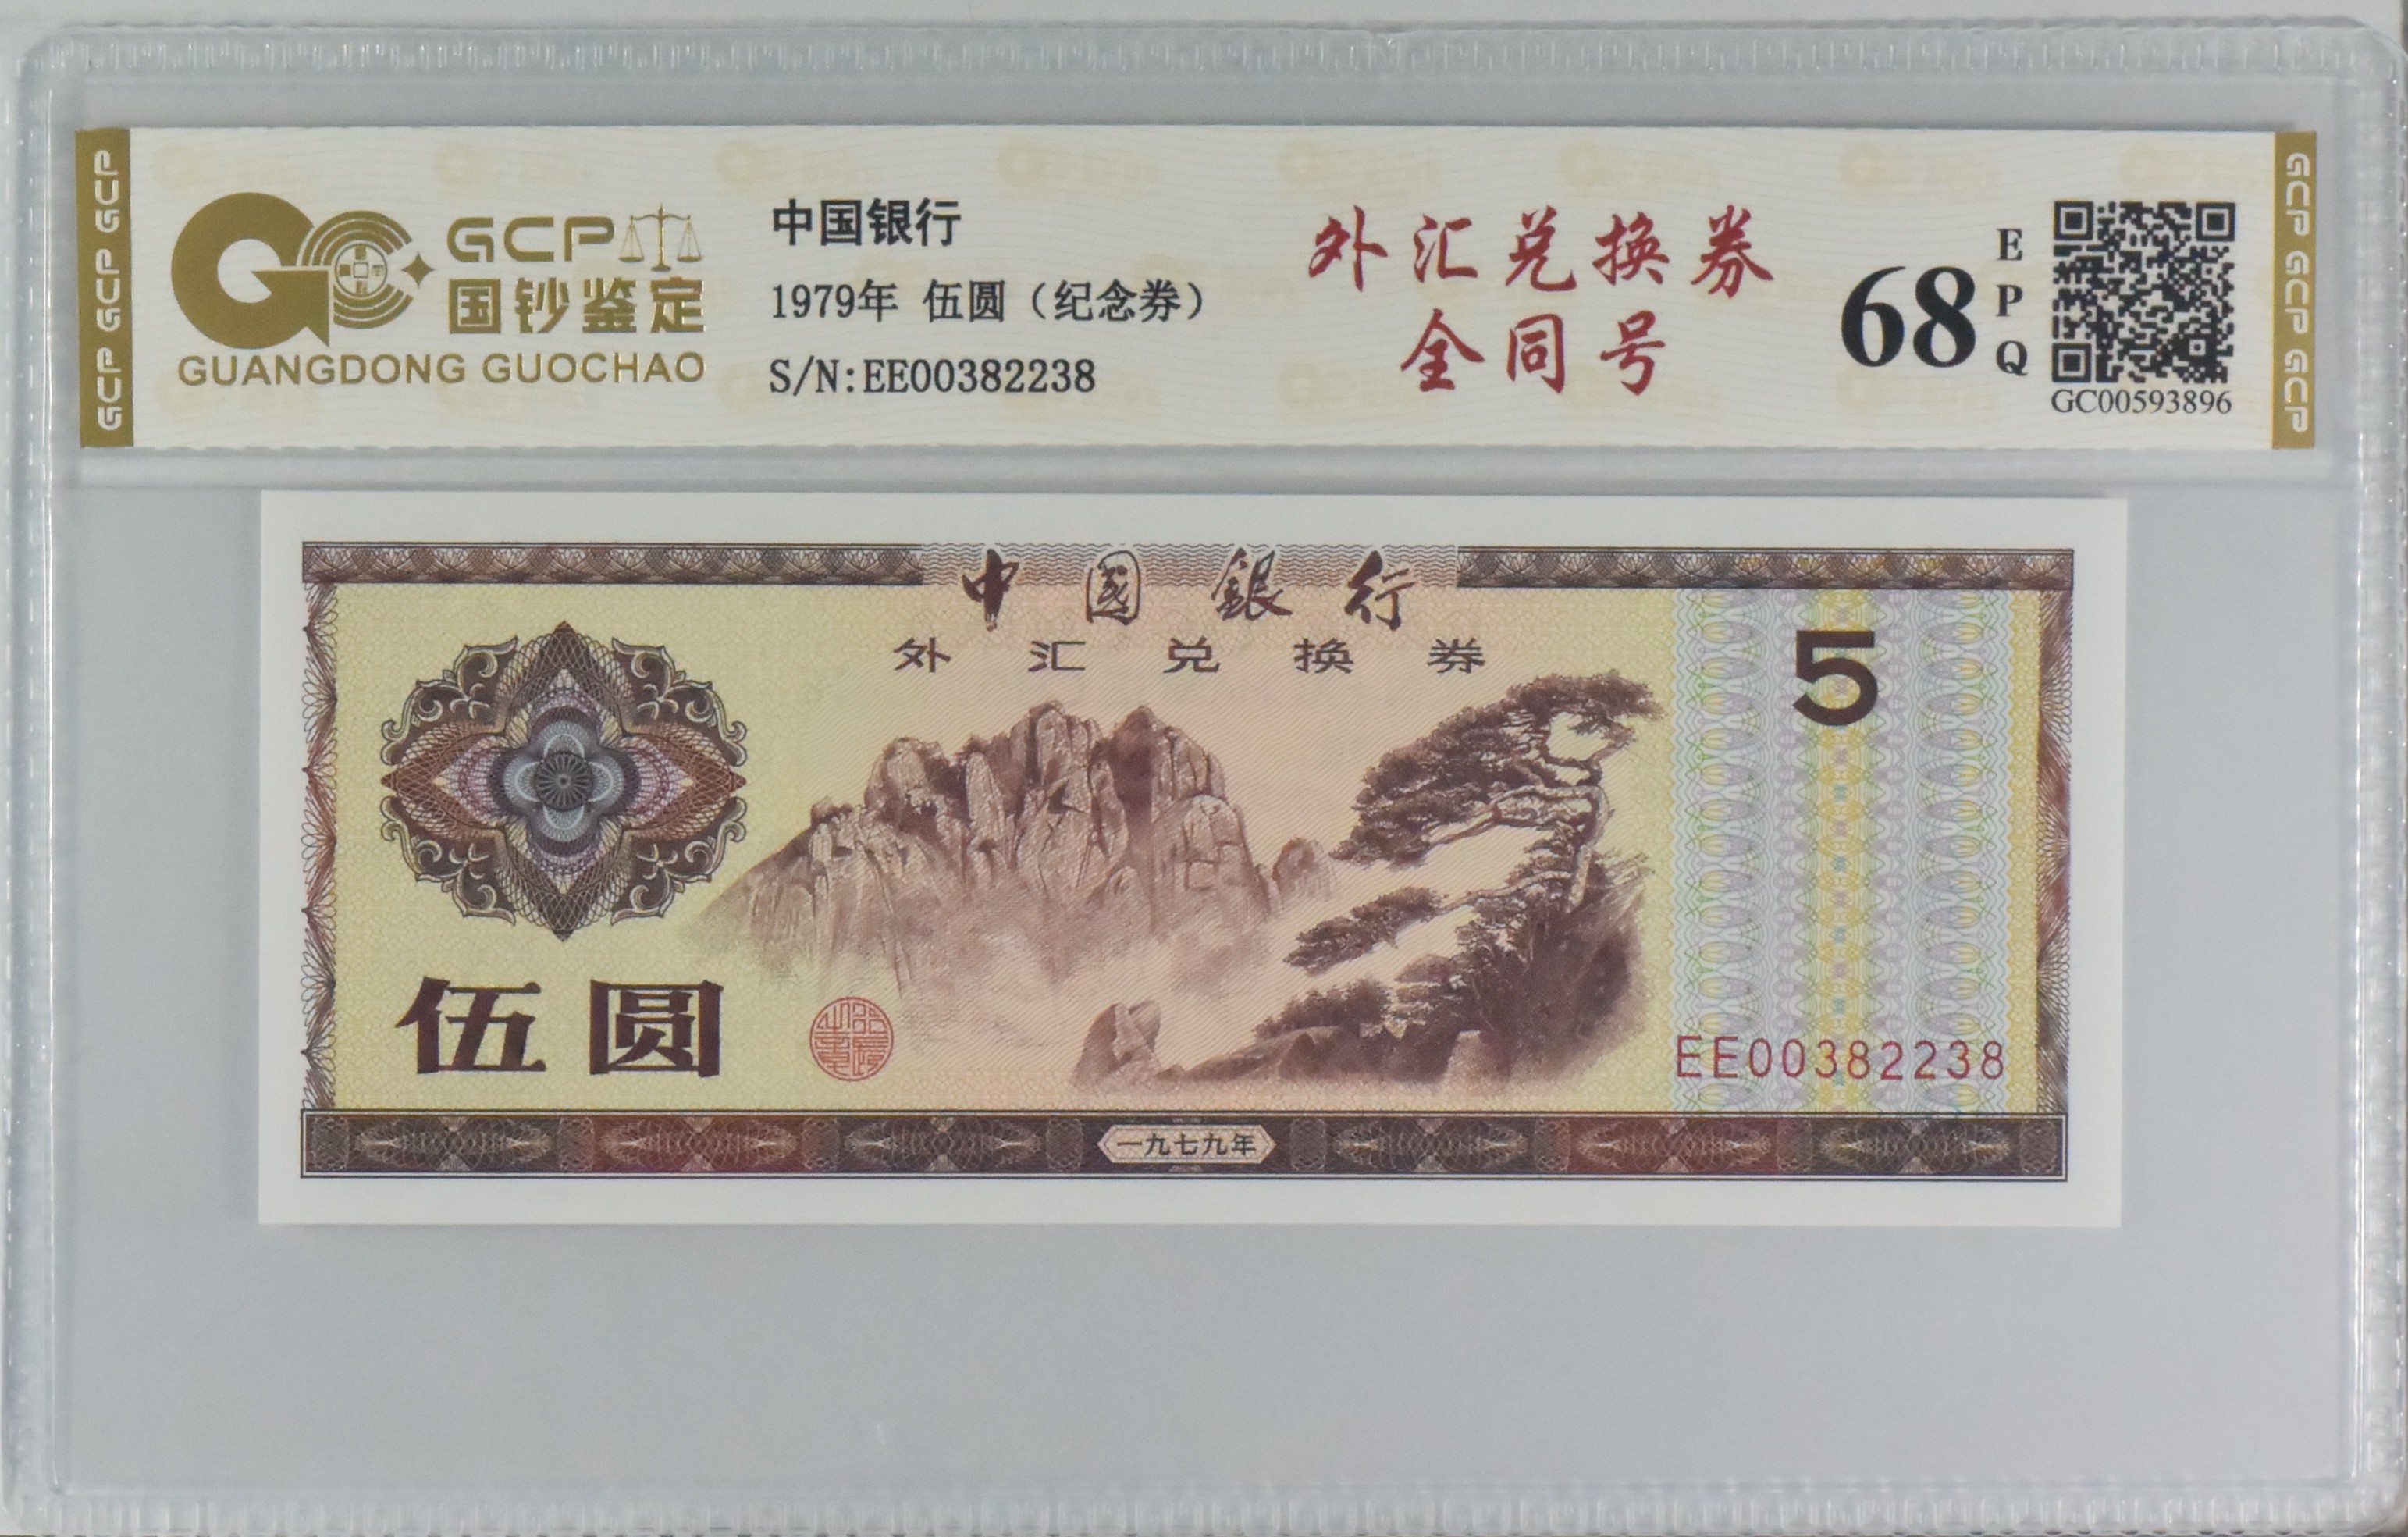 GCP GCP GCP
GCP
国钞鉴定
GUANGDONG GUOCHAO
中国银行
1979年 伍圆（纪念券）
S/N:EE00382238
外汇兑换券
全同号
68
EPQ
GC00593896
GCP GCP GCP
中國銀行
外汇兑换券
5
伍圆
EE00382238
一九七九年